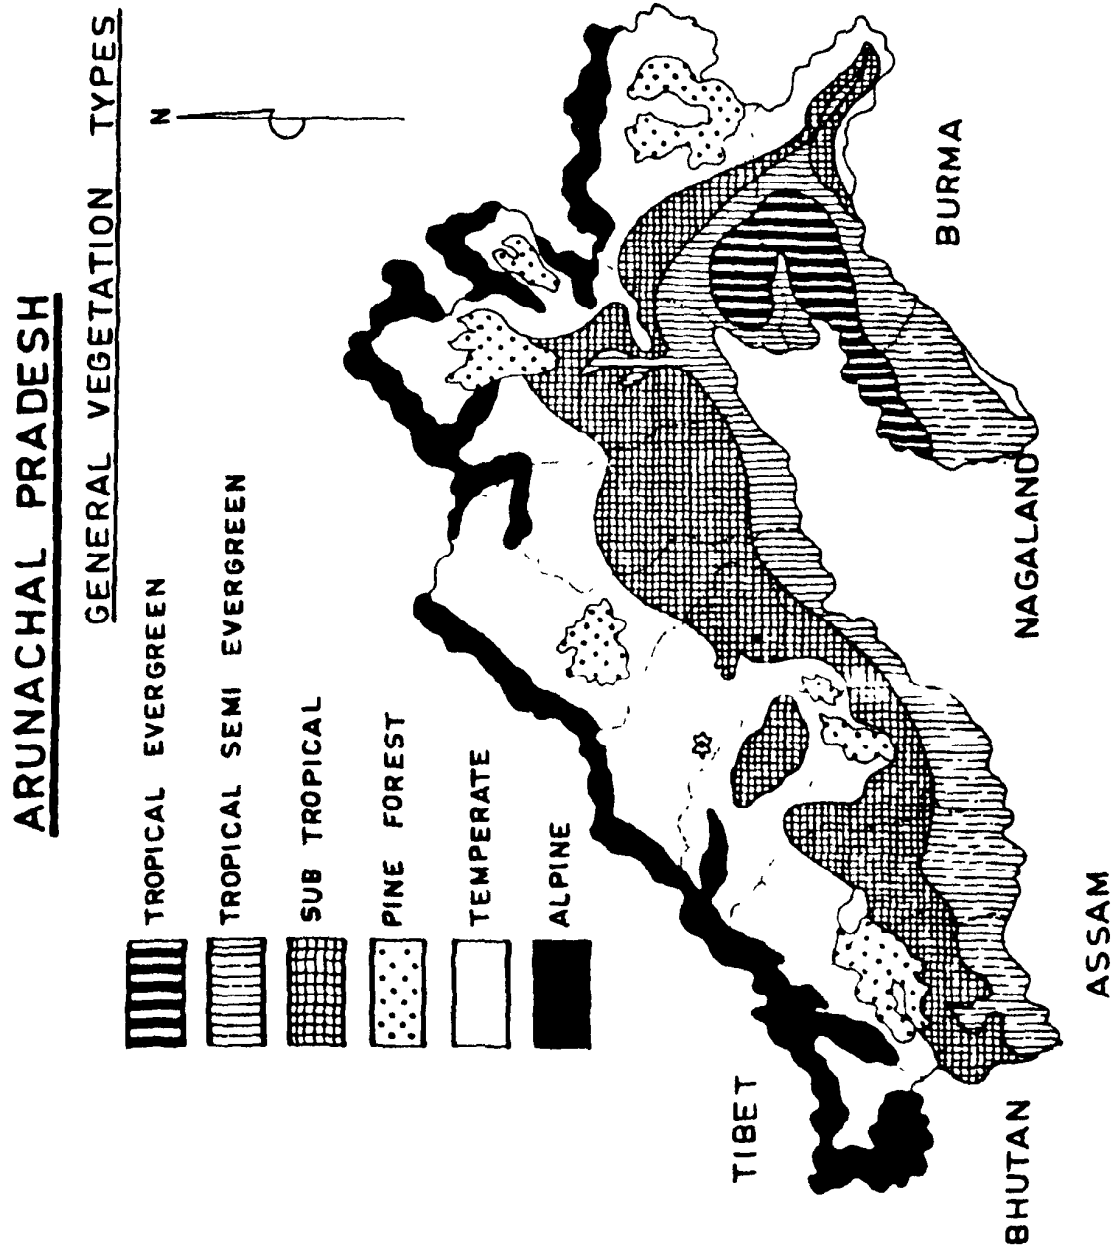 ARUNACHAL PRADESH
GENERAL VEGETATION TYPES
N
TROPICAL EVERGREEN
TROPICAL SEMI EVERGREEN
SUB TROPICAL
PINE FOREST
TEMPERATE
ALPINE
TIBET
BHUTAN
ASSAM
NAGALAND
BURMA